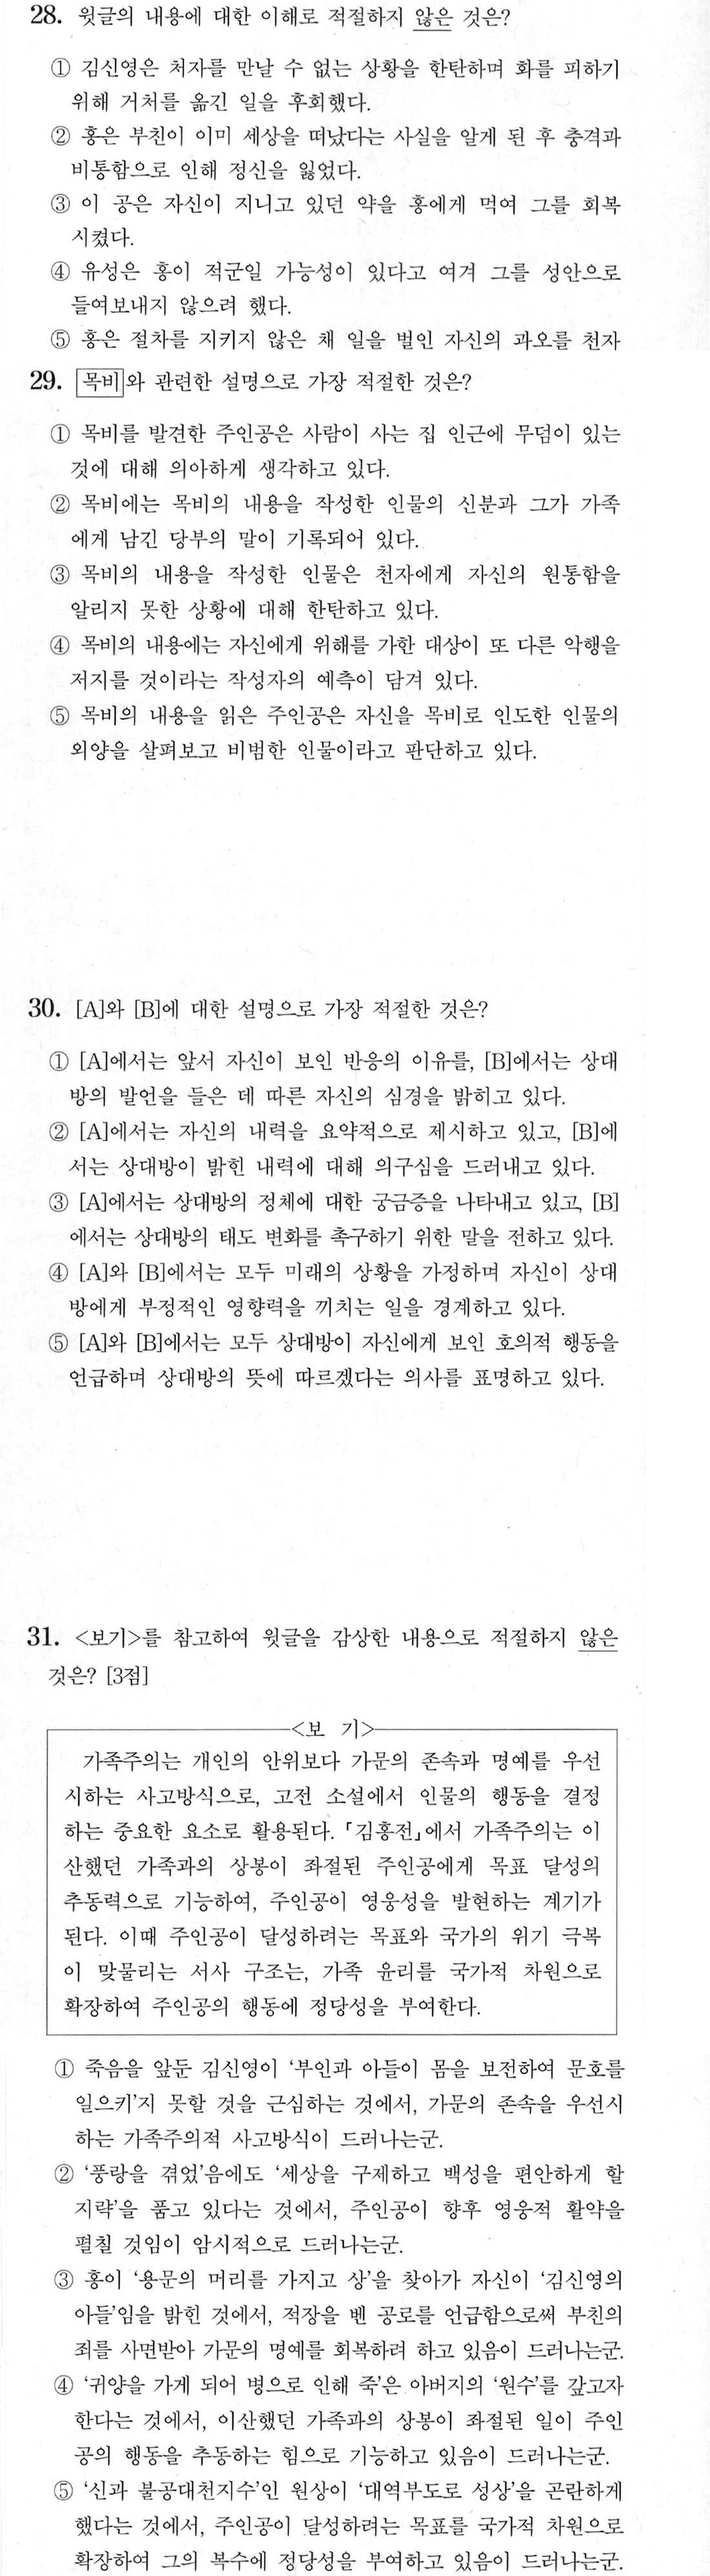 28. 윗글의 내용에 대한 이해로 적절하지 않은 것은?
① 김신영은 처자를 만날 수 없는 상황을 한탄하며 화를 피하기
위해 거처를 옮긴 일을 후회했다.
② 홍은 부친이 이미 세상을 떠났다는 사실을 알게 된 후 충격과
비통함으로 인해 정신을 잃었다.
③ 이 공은 자신이 지니고 있던 약을 홍에게 먹여 그를 회복
시켰다.
④ 유성은 홍이 적군일 가능성이 있다고 여겨 그를 성안으로
들여보내지 않으려 했다.
⑤ 홍은 절차를 지키지 않은 채 일을 벌인 자신의 과오를 천자
29. 목비와 관련한 설명으로 가장 적절한 것은?
① 목비를 발견한 주인공은 사람이 사는 집 인근에 무덤이 있는
것에 대해 의아하게 생각하고 있다.
② 목비에는 목비의 내용을 작성한 인물의 신분과 그가 가족
에게 남긴 당부의 말이 기록되어 있다.
③ 목비의 내용을 작성한 인물은 천자에게 자신의 원통함을
알리지 못한 상황에 대해 한탄하고 있다.
④ 목비의 내용에는 자신에게 위해를 가한 대상이 또 다른 악행을
저지를 것이라는 작성자의 예측이 담겨 있다.
⑤ 목비의 내용을 읽은 주인공은 자신을 목비로 인도한 인물의
외양을 살펴보고 비범한 인물이라고 판단하고 있다.
30. [A]와 [B]에 대한 설명으로 가장 적절한 것은?
① [A]에서는 앞서 자신이 보인 반응의 이유를, [B]에서는 상대
방의 발언을 들은 데 따른 자신의 심경을 밝히고 있다.
② [A]에서는 자신의 내력을 요약적으로 제시하고 있고, [B]에
서는 상대방이 밝힌 내력에 대해 의구심을 드러내고 있다.
③ [A]에서는 상대방의 정체에 대한 궁금증을 나타내고 있고, [B]
에서는 상대방의 태도 변화를 촉구하기 위한 말을 전하고 있다.
④ [A]와 [B]에서는 모두 미래의 상황을 가정하며 자신이 상대
방에게 부정적인 영향력을 끼치는 일을 경계하고 있다.
⑤ [A]와 [B]에서는 모두 상대방이 자신에게 보인 호의적 행동을
언급하며 상대방의 뜻에 따르겠다는 의사를 표명하고 있다.
31. <보기>를 참고하여 윗글을 감상한 내용으로 적절하지 않은
것은? [3점]
<보 기>
가족주의는 개인의 안위보다 가문의 존속과 명예를 우선
시하는 사고방식으로, 고전 소설에서 인물의 행동을 결정
하는 중요한 요소로 활용된다. 「김홍전」에서 가족주의는 이
산했던 가족과의 상봉이 좌절된 주인공에게 목표 달성의
추동력으로 기능하여, 주인공이 영웅성을 발현하는 계기가
된다. 이때 주인공이 달성하려는 목표와 국가의 위기 극복
이 맞물리는 서사 구조는, 가족 윤리를 국가적 차원으로
확장하여 주인공의 행동에 정당성을 부여한다.
① 죽음을 앞둔 김신영이 ‘부인과 아들이 몸을 보전하여 문호를
일으키’지 못할 것을 근심하는 것에서, 가문의 존속을 우선시
하는 가족주의적 사고방식이 드러나는군.
② ‘풍랑을 겪었’음에도 ‘세상을 구제하고 백성을 편안하게 할
지략’을 품고 있다는 것에서, 주인공이 향후 영웅적 활약을
펼칠 것임이 암시적으로 드러나는군.
③ 홍이 ‘용문의 머리를 가지고 상’을 찾아가 자신이 ‘김신영의
아들’임을 밝힌 것에서, 적장을 벤 공로를 언급함으로써 부친의
죄를 사면받아 가문의 명예를 회복하려 하고 있음이 드러나는군.
④ ‘귀양을 가게 되어 병으로 인해 죽’은 아버지의 ‘원수’를 갚고자
한다는 것에서, 이산했던 가족과의 상봉이 좌절된 일이 주인
공의 행동을 추동하는 힘으로 기능하고 있음이 드러나는군.
⑤ ‘신과 불공대천지수’인 원상이 ‘대역부도로 성상’을 곤란하게
했다는 것에서, 주인공이 달성하려는 목표를 국가적 차원으로
확장하여 그의 복수에 정당성을 부여하고 있음이 드러나는군.